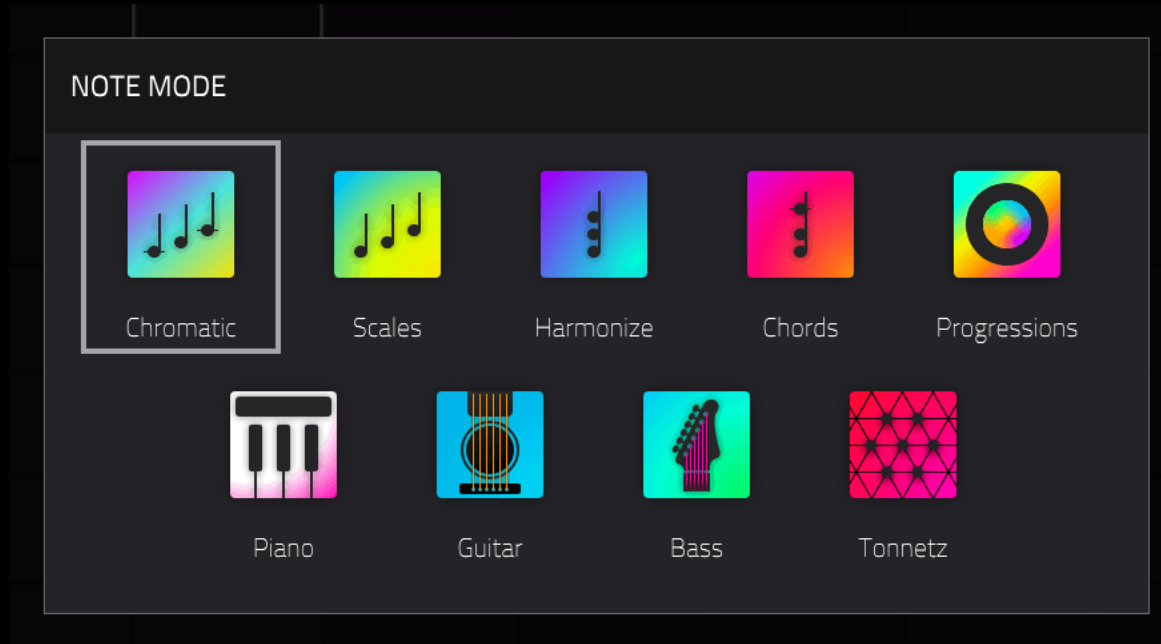 NOTE MODE
Chromatic Scales Harmonize Chords Progressions
Piano Guitar Bass Tonnetz